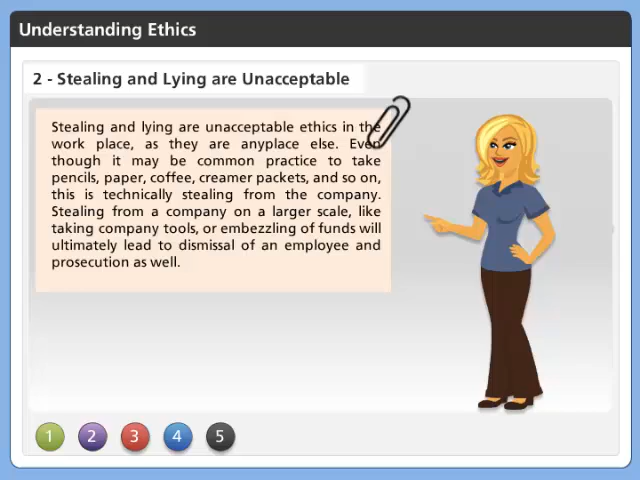 Understanding Ethics
2 - Stealing and Lying are Unacceptable
Stealing and lying are unacceptable ethics in the
work place, as they are anyplace else. Even
though it may be common practice to take
pencils, paper, coffee, creamer packets, and so on,
this is technically stealing from the company.
Stealing from a company on a larger scale, like
taking company tools, or embezzling of funds will
ultimately lead to dismissal of an employee and
prosecution as well.
1 2 3 4 5